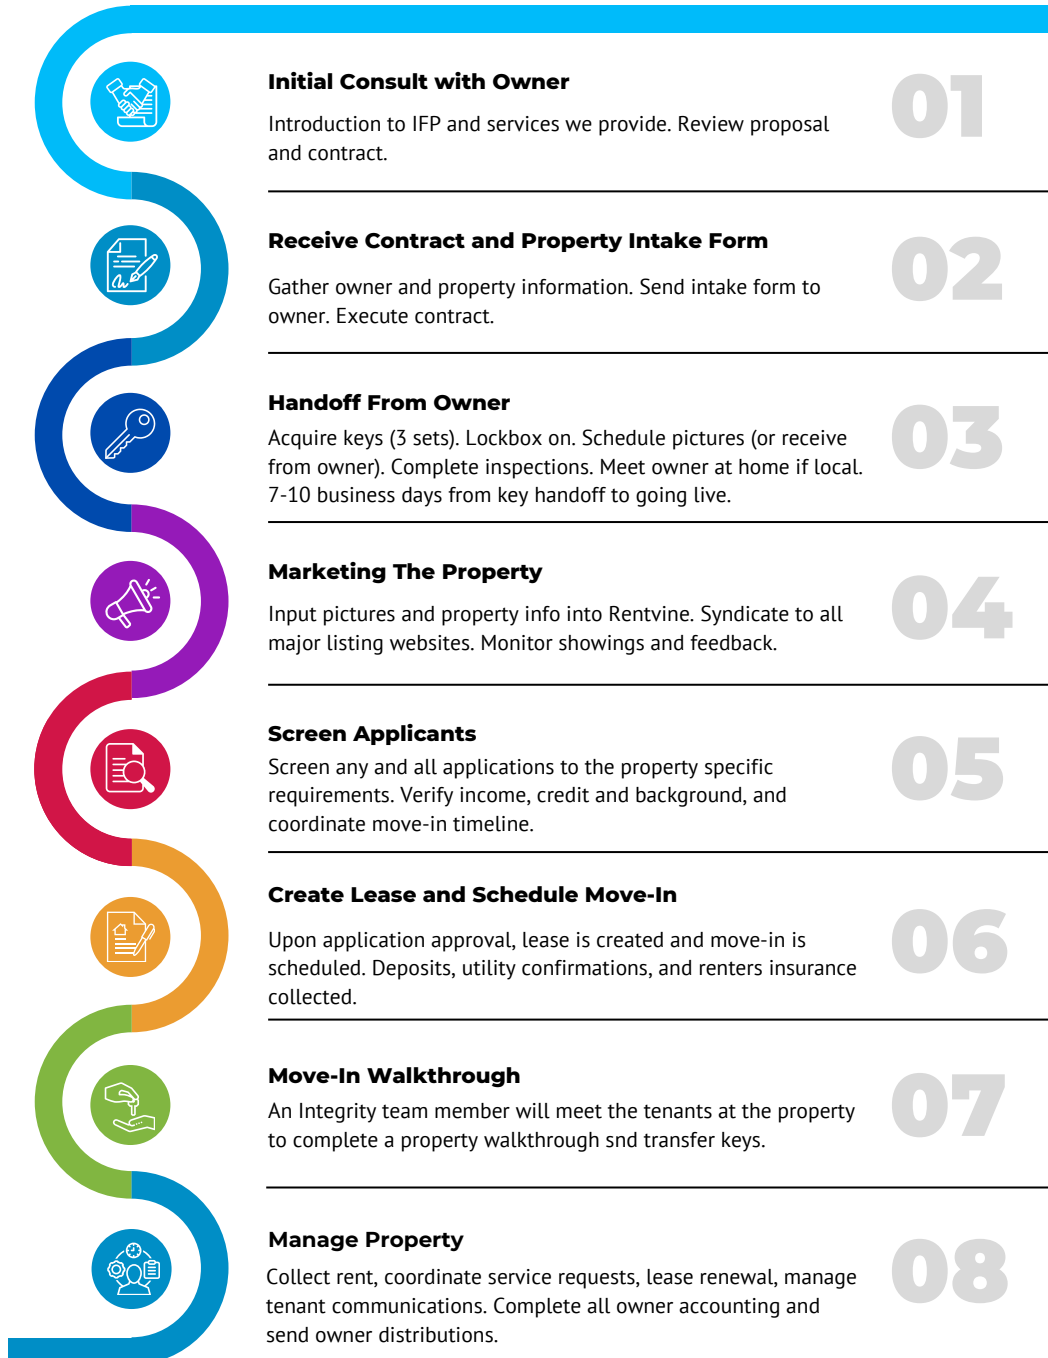 Initial Consult with Owner
01
Introduction to IFP and services we provide. Review proposal
and contract.
Receive Contract and Property Intake Form
02
Gather owner and property information. Send intake form to
owner. Execute contract.
Handoff From Owner
03
Acquire keys (3 sets). Lockbox on. Schedule pictures (or receive
from owner). Complete inspections. Meet owner at home if local.
7-10 business days from key handoff to going live.
Marketing The Property
04
Input pictures and property info into Rentvine. Syndicate to all
major listing websites. Monitor showings and feedback.
Screen Applicants
05
Screen any and all applications to the property specific
requirements. Verify income, credit and background, and
coordinate move-in timeline.
Create Lease and Schedule Move-In
06
Upon application approval, lease is created and move-in is
scheduled. Deposits, utility confirmations, and renters insurance
collected.
Move-In Walkthrough
07
An Integrity team member will meet the tenants at the property
to complete a property walkthrough snd transfer keys.
Manage Property
08
Collect rent, coordinate service requests, lease renewal, manage
tenant communications. Complete all owner accounting and
send owner distributions.